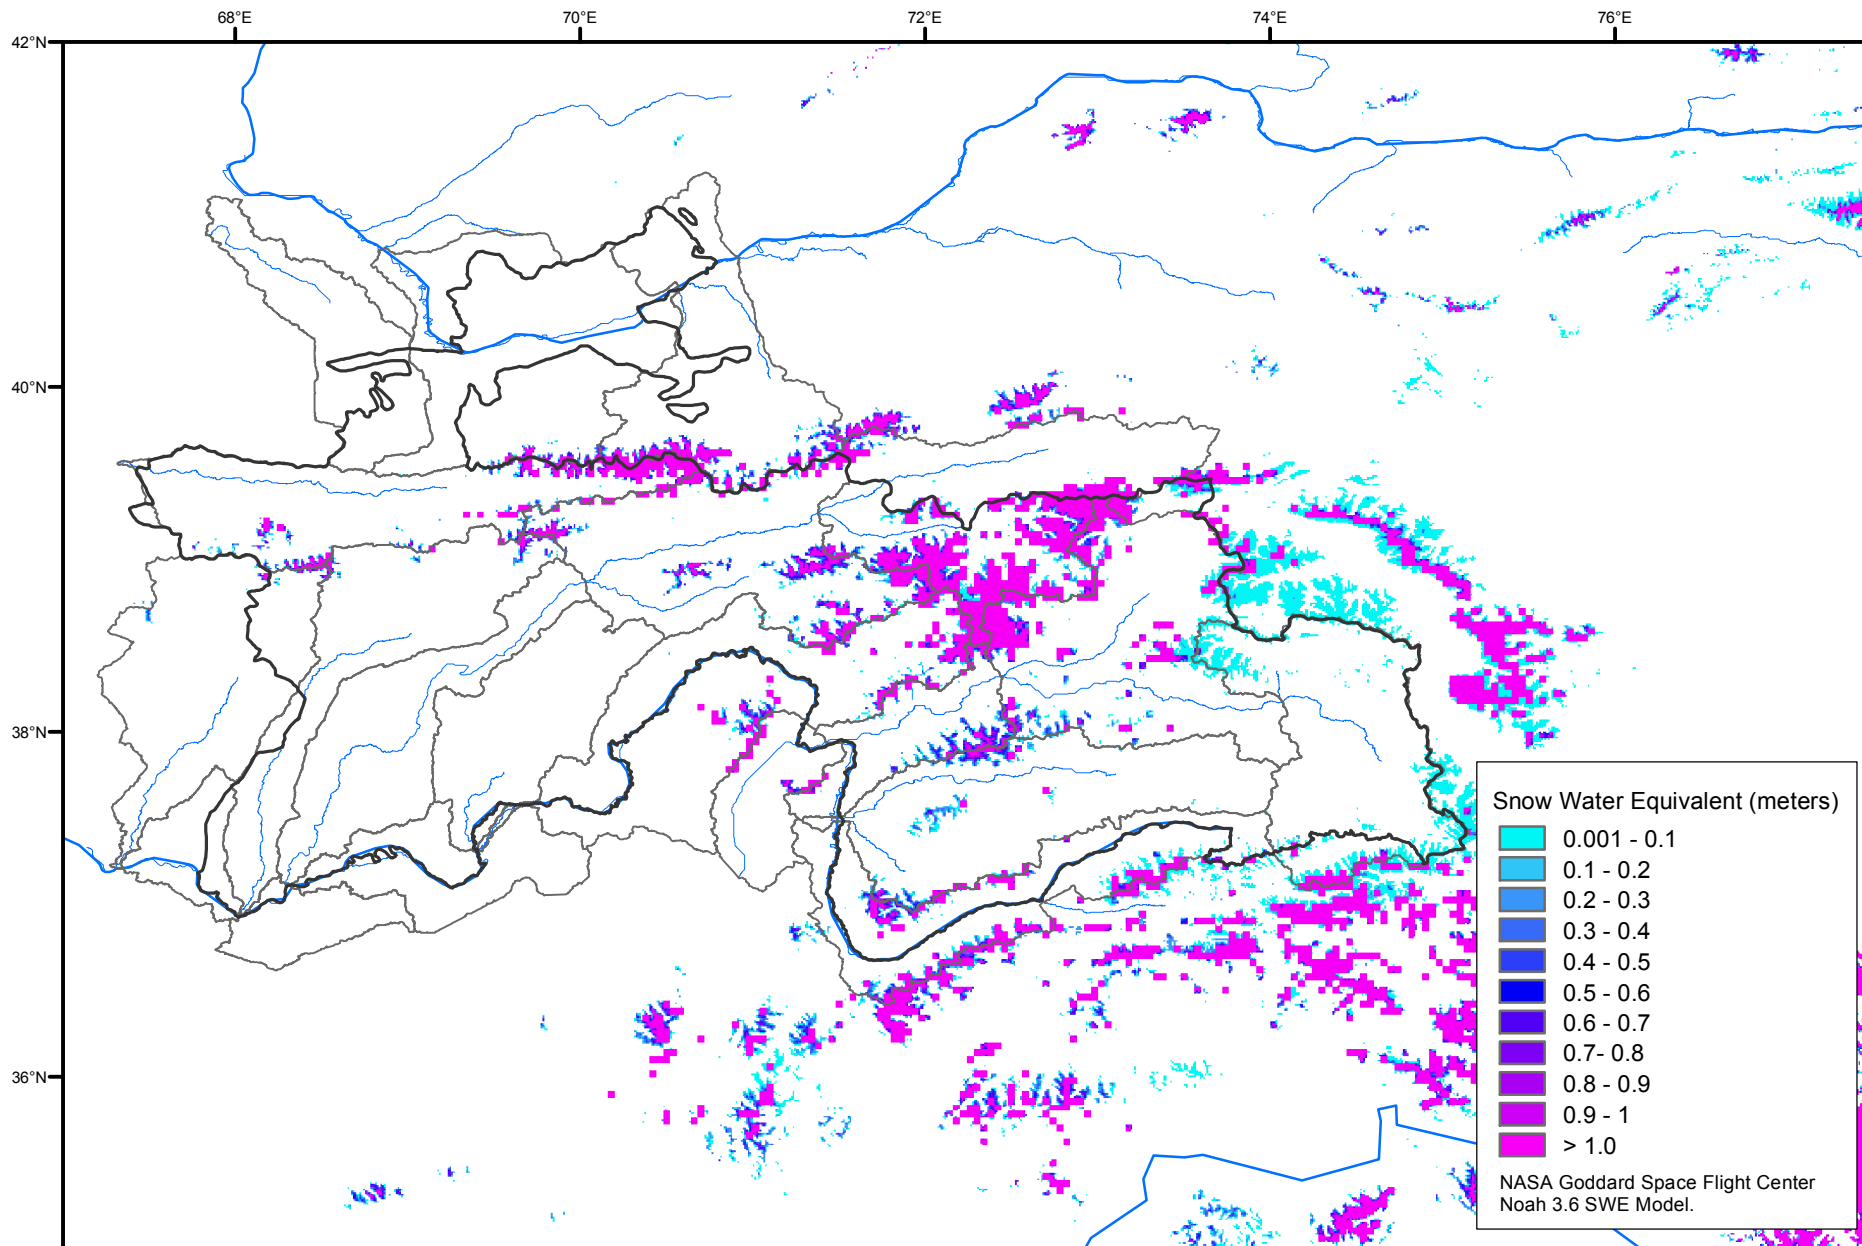 68°E
70°E
72°E
74°E
76°E
42°N
40°N
38°N
36°N
Snow Water Equivalent (meters)
0.001 - 0.1
0.1 - 0.2
0.2 - 0.3
0.3 - 0.4
0.4 - 0.5
0.5 - 0.6
0.6 - 0.7
0.7- 0.8
0.8 - 0.9
0.9 - 1
> 1.0
NASA Goddard Space Flight Center
Noah 3.6 SWE Model.